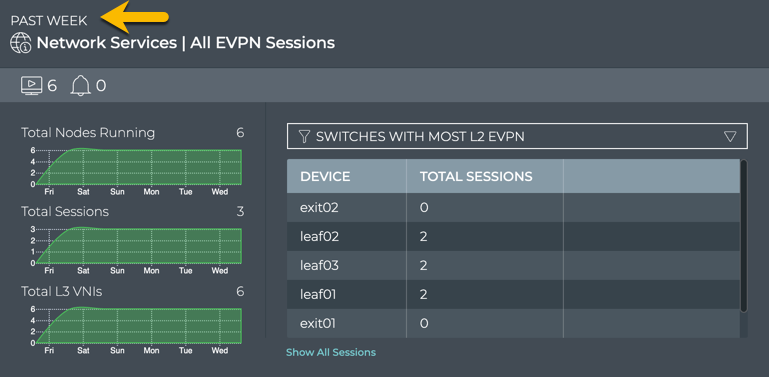 PAST WEEK
Network Services | All EVPN Sessions
6 0
Total Nodes Running 6
6
4
2
0
Fri Sat Sun Mon Tue Wed
Total Sessions 3
3
2
1
0
Fri Sat Sun Mon Tue Wed
Total L3 VNIs 6
6
4
2
0
Fri Sat Sun Mon Tue Wed
SWITCHES WITH MOST L2 EVPN
DEVICE TOTAL SESSIONS
exit02 0
leaf02 2
leaf03 2
leaf01 2
exit01 0
Show All Sessions